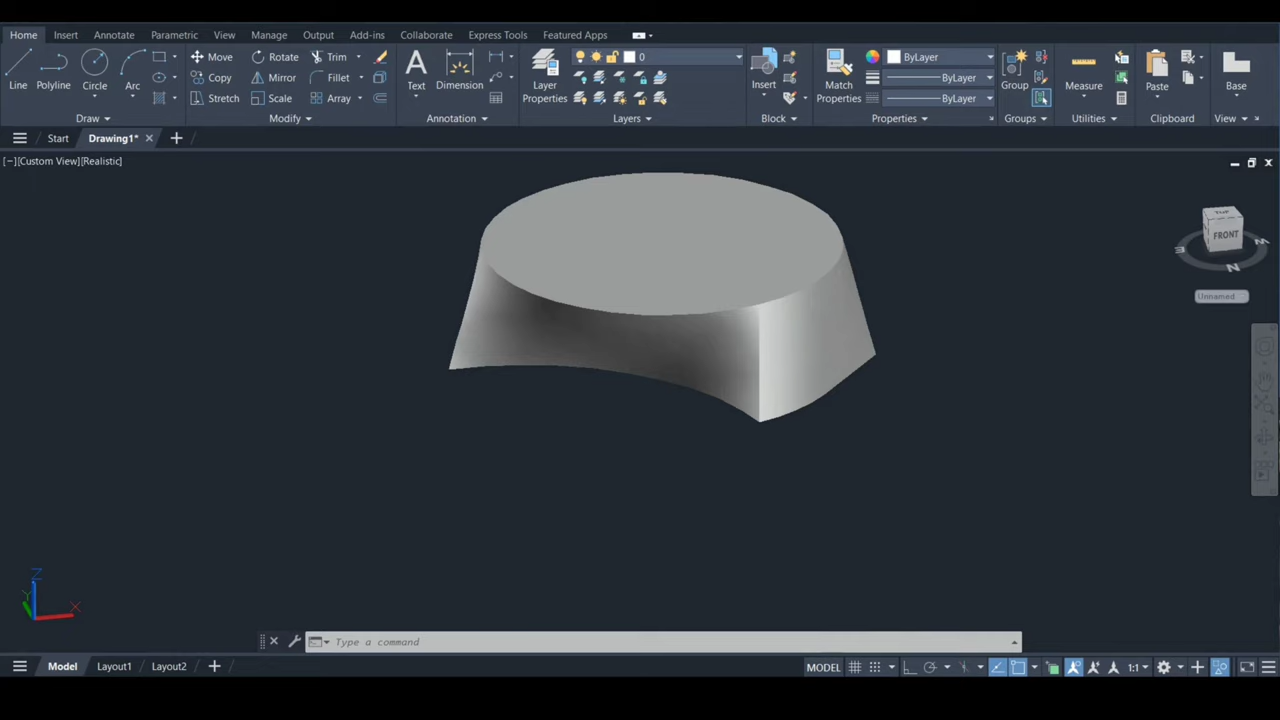 Home Insert Annotate Parametric View Manage Output Add-ins Collaborate Express Tools Featured Apps
Line Polyline Circle Arc
Move Rotate Trim
Copy Mirror Fillet
Stretch Scale Array
Draw Modify
Text Dimension
Annotation
Layer Properties
0
Layers
Insert
Block
Match Properties
ByLayer
ByLayer
ByLayer
Properties
Group
Groups
Measure
Utilities
Paste
Clipboard
Base
View
Start Drawing1*
[−][Custom View][Realistic]
TOP
FRONT
E N W
Unnamed
Z
Y X
Type a command
Model Layout1 Layout2 MODEL 1:1